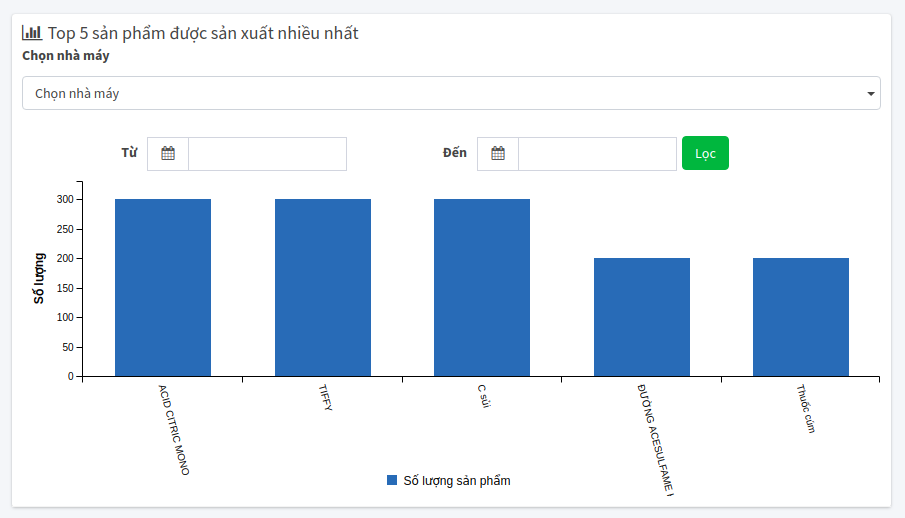 Top 5 sản phẩm được sản xuất nhiều nhất
Chọn nhà máy
Chọn nhà máy
Từ
Đến
Lọc
Số lượng
300
250
200
150
100
50
0
ACID CITRIC MONO
TIFFY
C sủi
ĐƯỜNG ACESULFAME
Thuốc cúm
Số lượng sản phẩm